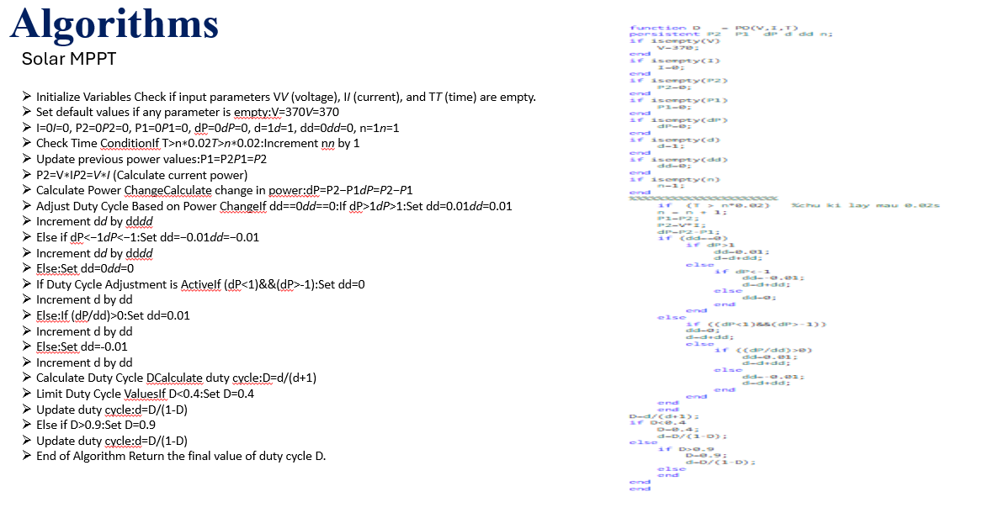 Algorithms
Solar MPPT
➢ Initialize Variables Check if input parameters VV (voltage), II (current), and TT (time) are empty.
➢ Set default values if any parameter is empty:V=370V=370
➢ I=0I=0, P2=0P2=0, P1=0P1=0, dP=0dP=0, d=1d=1, dd=0dd=0, n=1n=1
➢ Check Time ConditionIf T>n∗0.02T>n∗0.02:Increment nn by 1
➢ Update previous power values:P1=P2P1=P2
➢ P2=V∗IP2=V∗I (Calculate current power)
➢ Calculate Power ChangeCalculate change in power:dP=P2−P1dP=P2−P1
➢ Adjust Duty Cycle Based on Power ChangeIf dd==0dd==0:If dP>1dP>1:Set dd=0.01dd=0.01
➢ Increment dd by dddd
➢ Else if dP<−1dP<−1:Set dd=−0.01dd=−0.01
➢ Increment dd by dddd
➢ Else:Set dd=0dd=0
➢ If Duty Cycle Adjustment is ActiveIf (dP<1)&&(dP>-1):Set dd=0
➢ Increment d by dd
➢ Else:If (dP/dd)>0:Set dd=0.01
➢ Increment d by dd
➢ Else:Set dd=-0.01
➢ Increment d by dd
➢ Calculate Duty Cycle DCalculate duty cycle:D=d/(d+1)
➢ Limit Duty Cycle ValuesIf D<0.4:Set D=0.4
➢ Update duty cycle:d=D/(1-D)
➢ Else if D>0.9:Set D=0.9
➢ Update duty cycle:d=D/(1-D)
➢ End of Algorithm Return the final value of duty cycle D.
function D = PO(V,I,T)
persistent P2 P1 dP d dd n;
if isempty(V)
V=370;
end
if isempty(I)
I=0;
end
if isempty(P2)
P2=0;
end
if isempty(P1)
P1=0;
end
if isempty(dP)
dP=0;
end
if isempty(d)
d=1;
end
if isempty(dd)
dd=0;
end
if isempty(n)
n=1;
end
if (T > n*0.02) %chu ki lay mau 0.02s
n = n + 1;
P1=P2;
P2=V*I;
dP=P2-P1;
if (dd==0)
if dP>1
dd=0.01;
d=d+dd;
else
if dP<-1
dd=-0.01;
d=d+dd;
else
dd=0;
end
end
else
if ((dP<1)&&(dP>-1))
dd=0;
d=d+dd;
else
if ((dP/dd)>0)
dd=0.01;
d=d+dd;
else
dd=-0.01;
d=d+dd;
end
end
end
end
D=d/(d+1);
if D<0.4
D=0.4;
d=D/(1-D);
else
if D>0.9
D=0.9;
d=D/(1-D);
else
end
end
end